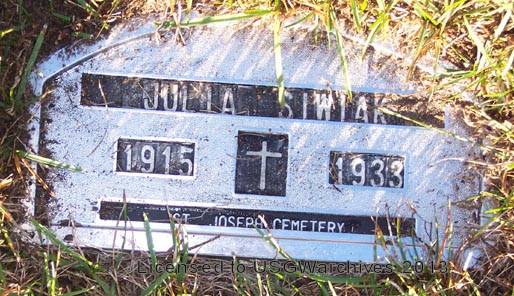 JULIA SIWIAK
1915 1933
ST. JOSEPH CEMETERY
Licensed to USGWarchives 2013